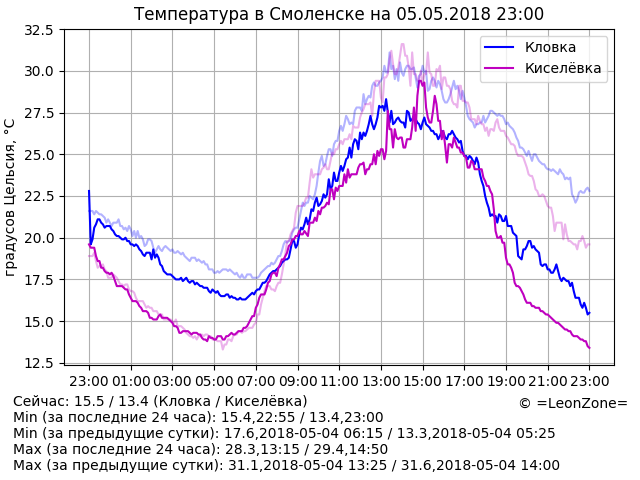 Температура в Смоленске на 05.05.2018 23:00
градусов Цельсия, °C
32.5
30.0
27.5
25.0
22.5
20.0
17.5
15.0
12.5
Кловка
Киселёвка
23:00 01:00 03:00 05:00 07:00 09:00 11:00 13:00 15:00 17:00 19:00 21:00 23:00
Сейчас: 15.5 / 13.4 (Кловка / Киселёвка)
© =LeonZone=
Min (за последние 24 часа): 15.4,22:55 / 13.4,23:00
Min (за предыдущие сутки): 17.6,2018-05-04 06:15 / 13.3,2018-05-04 05:25
Max (за последние 24 часа): 28.3,13:15 / 29.4,14:50
Max (за предыдущие сутки): 31.1,2018-05-04 13:25 / 31.6,2018-05-04 14:00